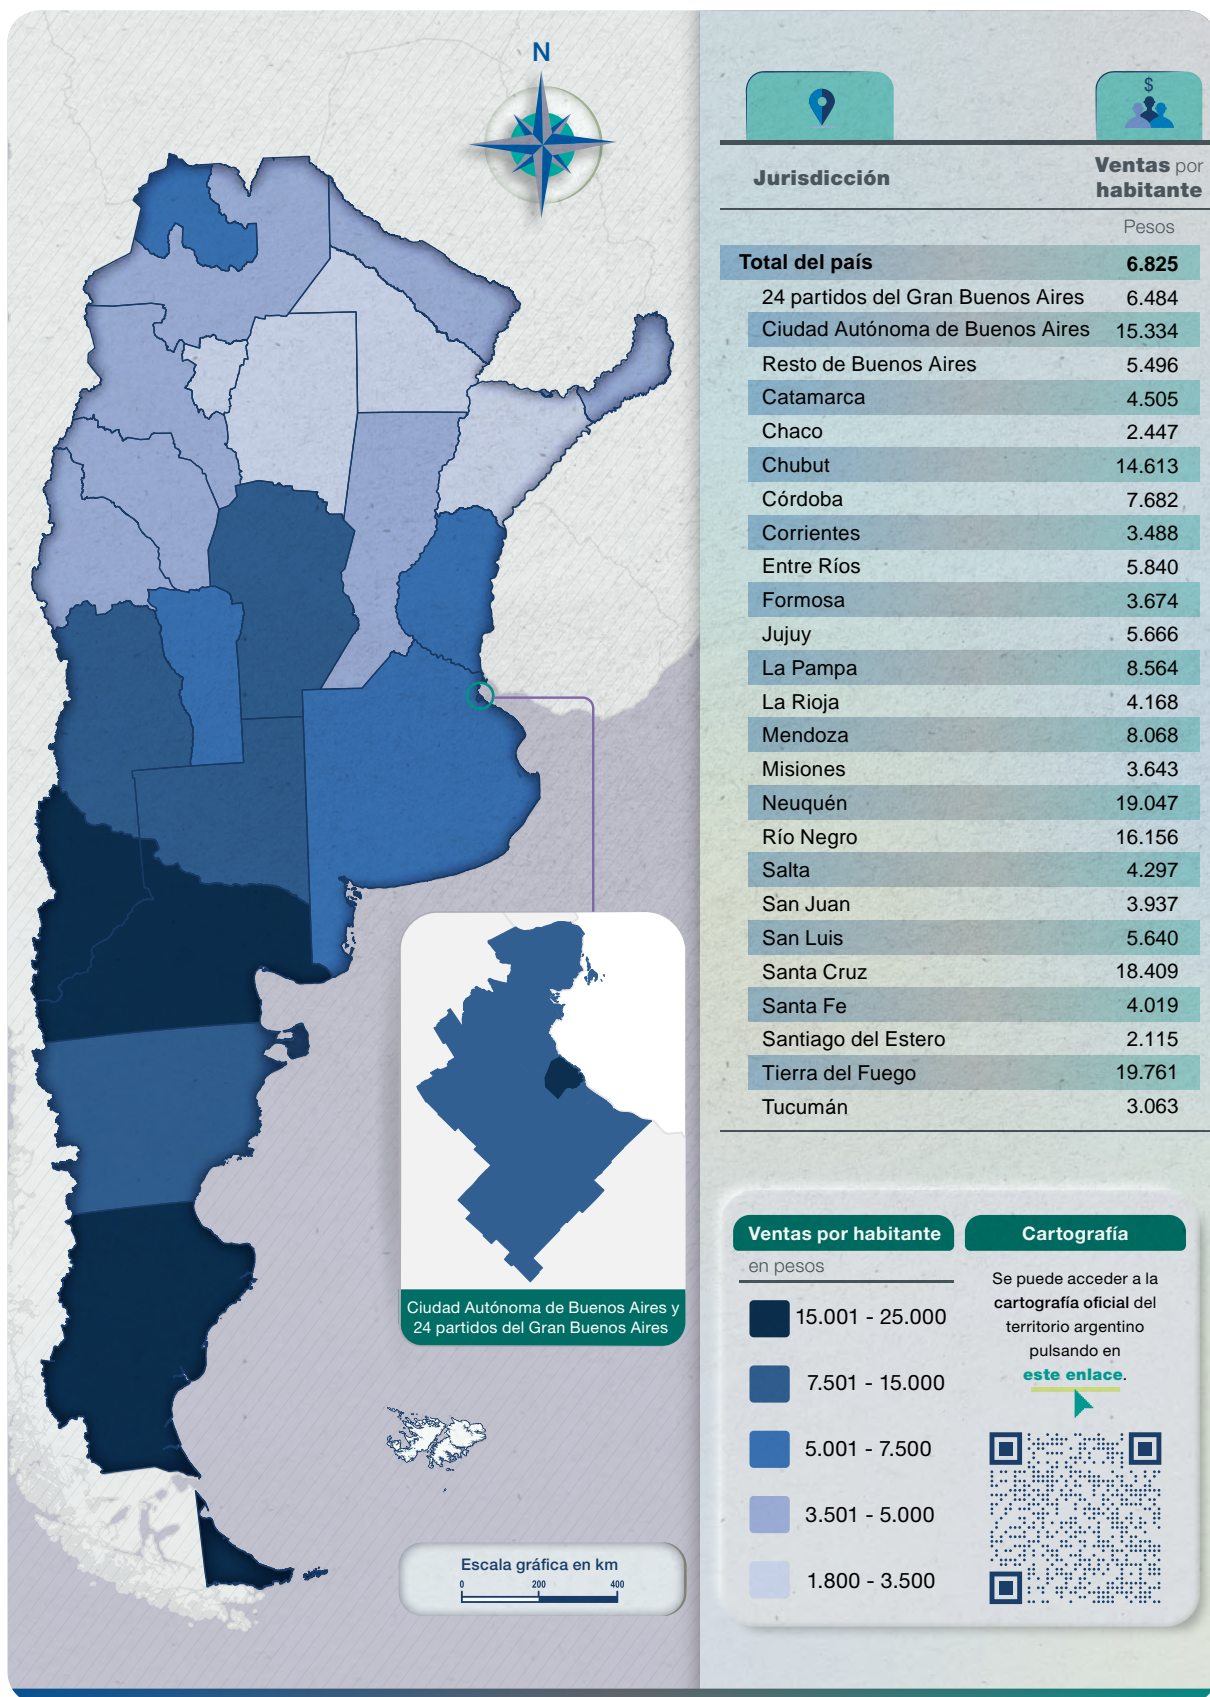 N
$
Jurisdicción
Ventas por
habitante
Pesos
Total del país 6.825
24 partidos del Gran Buenos Aires 6.484
Ciudad Autónoma de Buenos Aires 15.334
Resto de Buenos Aires 5.496
Catamarca 4.505
Chaco 2.447
Chubut 14.613
Córdoba 7.682
Corrientes 3.488
Entre Ríos 5.840
Formosa 3.674
Jujuy 5.666
La Pampa 8.564
La Rioja 4.168
Mendoza 8.068
Misiones 3.643
Neuquén 19.047
Río Negro 16.156
Salta 4.297
San Juan 3.937
San Luis 5.640
Santa Cruz 18.409
Santa Fe 4.019
Santiago del Estero 2.115
Tierra del Fuego 19.761
Tucumán 3.063
Ciudad Autónoma de Buenos Aires y
24 partidos del Gran Buenos Aires
Escala gráfica en km
0 200 400
Ventas por habitante
en pesos
15.001 - 25.000
7.501 - 15.000
5.001 - 7.500
3.501 - 5.000
1.800 - 3.500
Cartografía
Se puede acceder a la
cartografía oficial del
territorio argentino
pulsando en
este enlace.